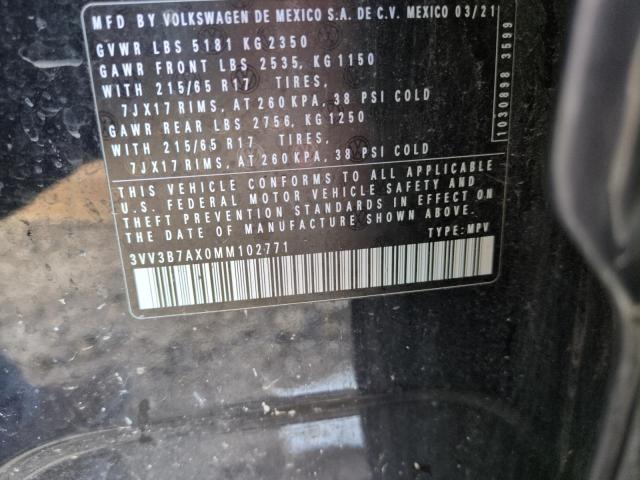 MFD BY VOLKSWAGEN DE MEXICO S.A. DE C.V. MEXICO 03/21
GVWR LBS 5181 KG 2350
GAWR FRONT LBS 2535, KG 1150
WITH 215/65 R17 TIRES,
7JX17 RIMS, AT 260 KPA, 38 PSI COLD
GAWR REAR LBS 2756, KG 1250
WITH 215/65 R17 TIRES,
7JX17 RIMS, AT 260 KPA, 38 PSI COLD
THIS VEHICLE CONFORMS TO ALL APPLICABLE
U.S. FEDERAL MOTOR VEHICLE SAFETY AND
THEFT PREVENTION STANDARDS IN EFFECT ON
THE DATE OF MANUFACTURE SHOWN ABOVE.
3VV3B7AX0MM102771 TYPE: MPV
1030898 3599